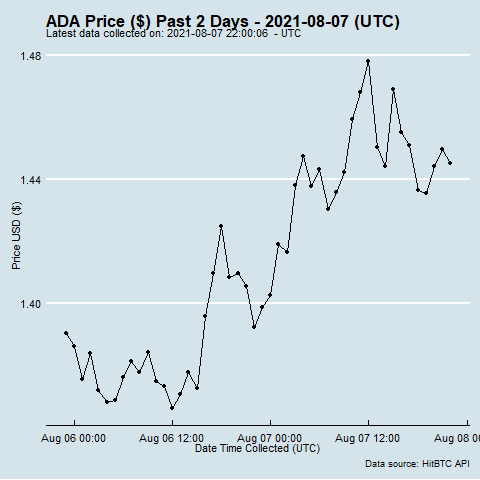 ADA Price ($) Past 2 Days - 2021-08-07 (UTC)
Latest data collected on: 2021-08-07 22:00:06 - UTC
1.48
1.44
1.40
Price USD ($)
Aug 06 00:00 Aug 06 12:00 Aug 07 00:00 Aug 07 12:00 Aug 08 0
Date Time Collected (UTC)
Data source: HitBTC API